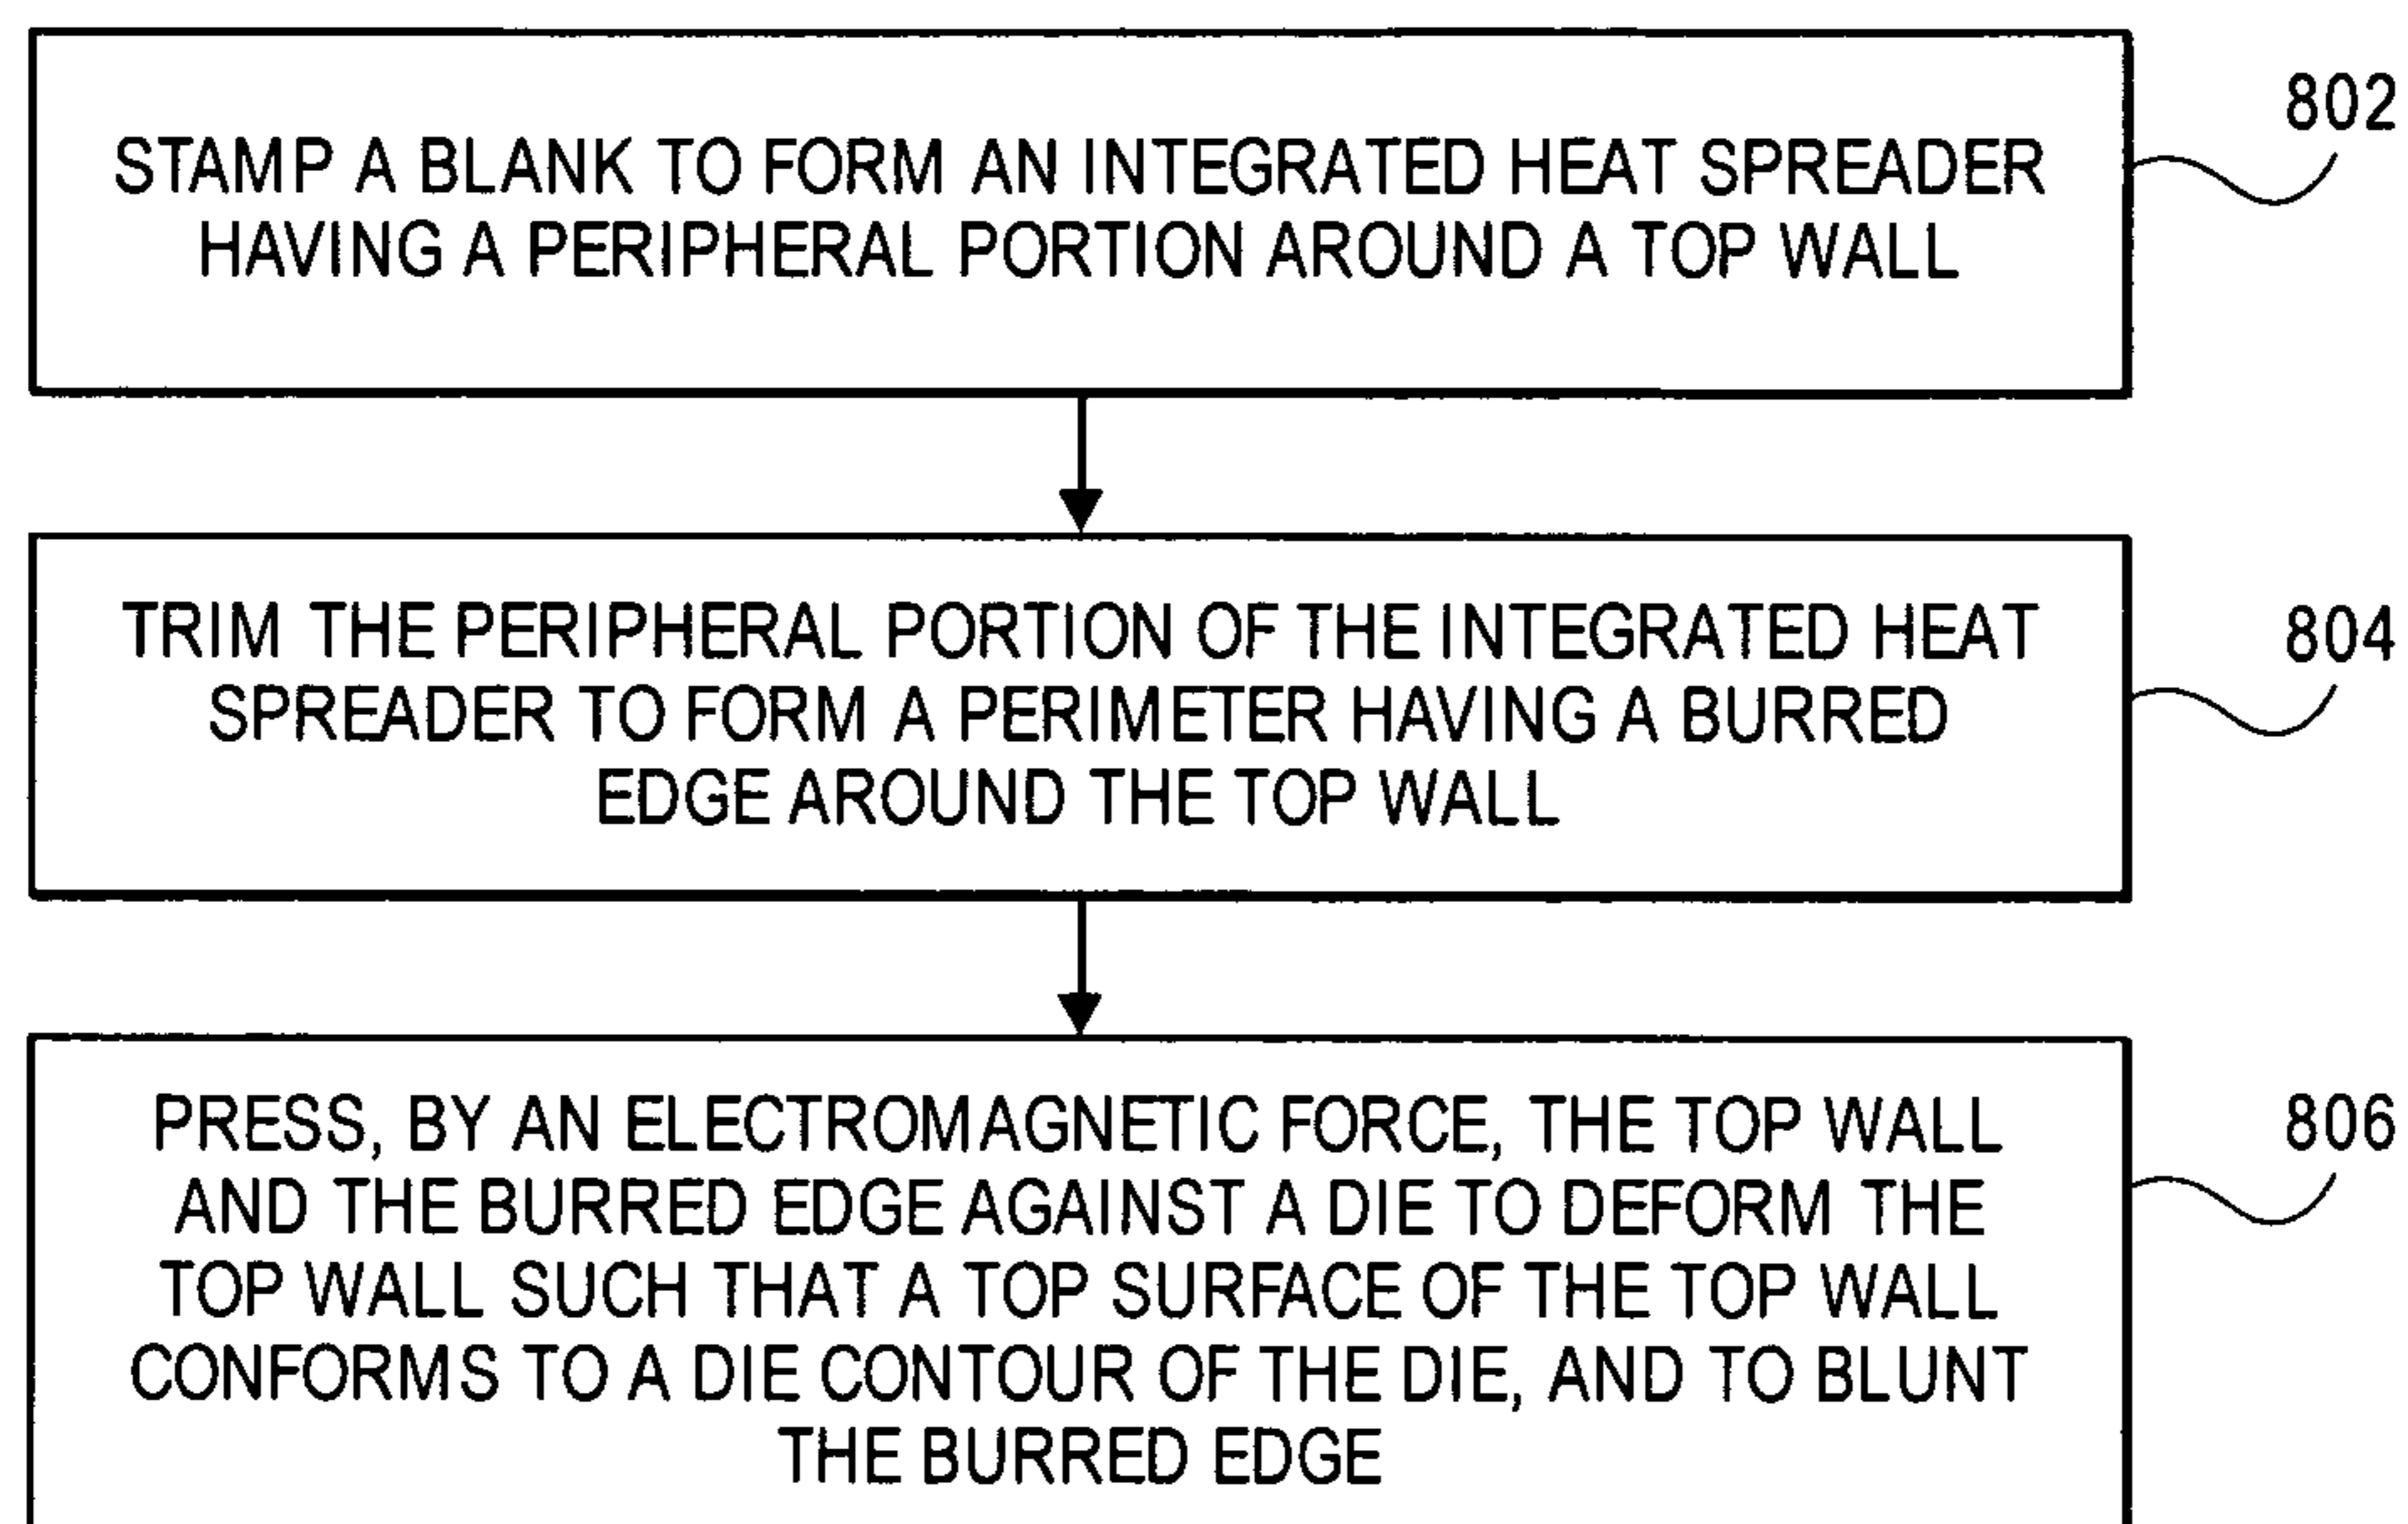 STAMP A BLANK TO FORM AN INTEGRATED HEAT SPREADER
HAVING A PERIPHERAL PORTION AROUND A TOP WALL
802
TRIM THE PERIPHERAL PORTION OF THE INTEGRATED HEAT
SPREADER TO FORM A PERIMETER HAVING A BURRED
EDGE AROUND THE TOP WALL
804
PRESS, BY AN ELECTROMAGNETIC FORCE, THE TOP WALL
AND THE BURRED EDGE AGAINST A DIE TO DEFORM THE
TOP WALL SUCH THAT A TOP SURFACE OF THE TOP WALL
CONFORMS TO A DIE CONTOUR OF THE DIE, AND TO BLUNT
THE BURRED EDGE
806